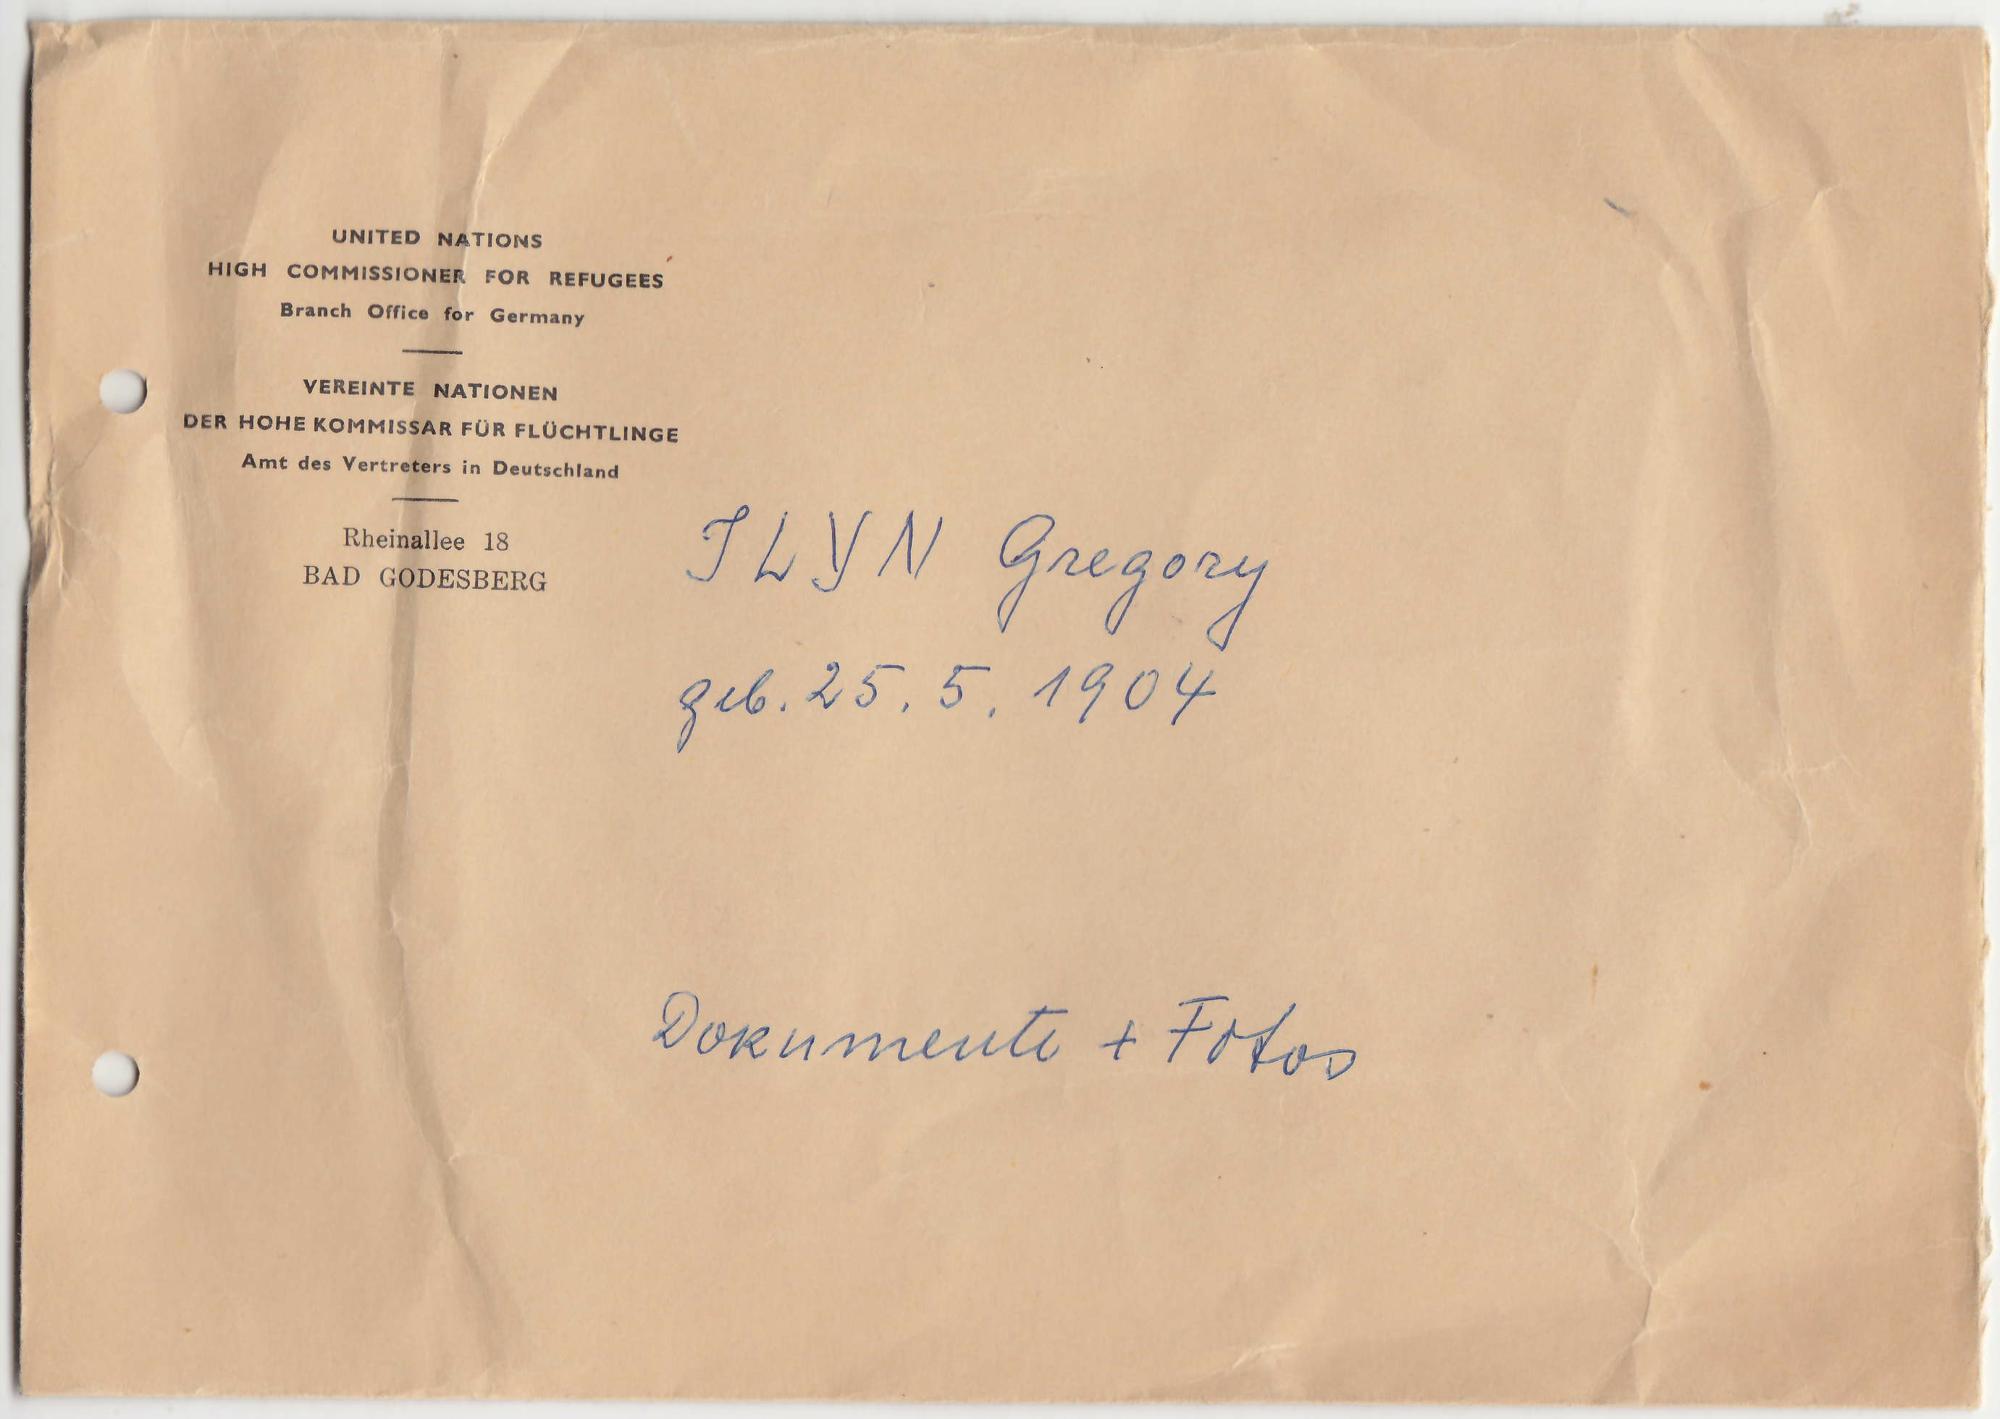 UNITED NATIONS
HIGH COMMISSIONER FOR REFUGEES
Branch Office for Germany
VEREINTE NATIONEN
DER HOHE KOMMISSAR FÜR FLÜCHTLINGE
Amt des Vertreters in Deutschland
Rheinallee 18
BAD GODESBERG
ILYN Gregory
geb. 25. 5. 1904
Dokumente + Fotos